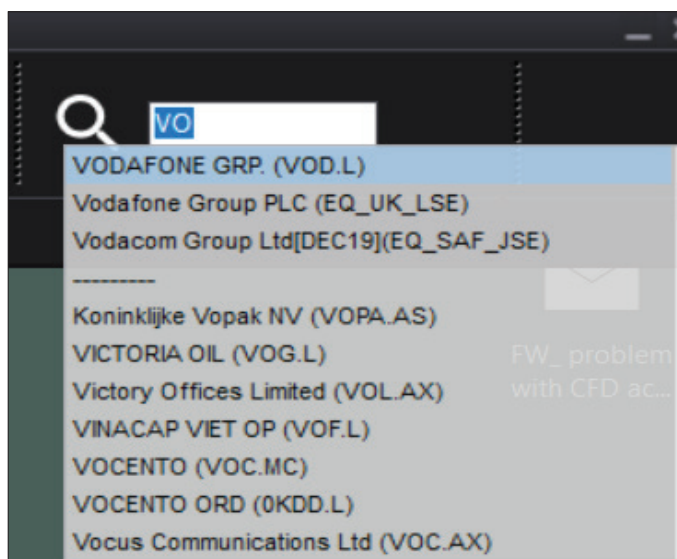 VO
VODAFONE GRP. (VOD.L)
Vodafone Group PLC (EQ_UK_LSE)
Vodacom Group Ltd[DEC19](EQ_SAF_JSE)
---------
Koninklijke Vopak NV (VOPA.AS)
VICTORIA OIL (VOG.L)
Victory Offices Limited (VOL.AX)
VINACAP VIET OP (VOF.L)
VOCENTO (VOC.MC)
VOCENTO ORD (0KDD.L)
Vocus Communications Ltd (VOC.AX)
FW_ problem
with CFD ac...